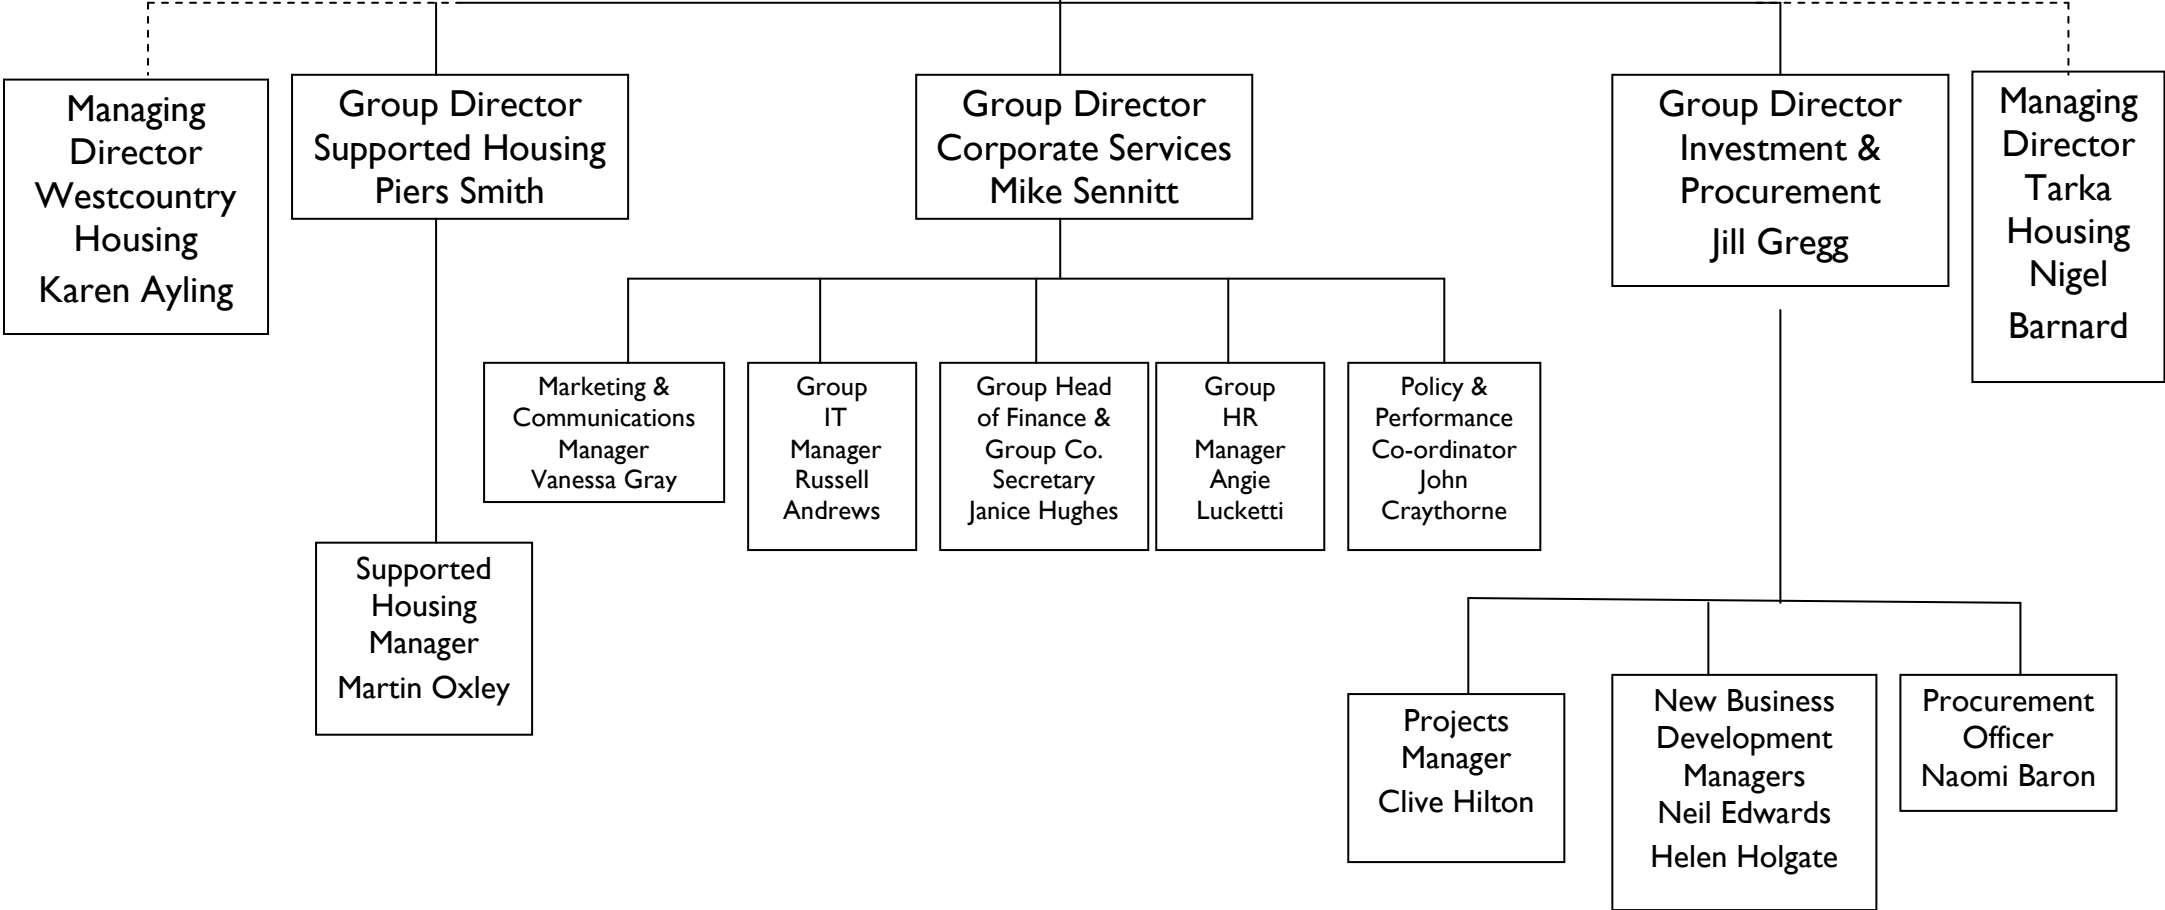 Managing
Director
Westcountry
Housing
Karen Ayling
Group Director
Supported Housing
Piers Smith
Group Director
Corporate Services
Mike Sennitt
Group Director
Investment &
Procurement
Jill Gregg
Managing
Director
Tarka
Housing
Nigel
Barnard
Marketing &
Communications
Manager
Vanessa Gray
Group
IT
Manager
Russell
Andrews
Group Head
of Finance &
Group Co.
Secretary
Janice Hughes
Group
HR
Manager
Angie
Lucketti
Policy &
Performance
Co-ordinator
John
Craythorne
Supported
Housing
Manager
Martin Oxley
Projects
Manager
Clive Hilton
New Business
Development
Managers
Neil Edwards
Helen Holgate
Procurement
Officer
Naomi Baron